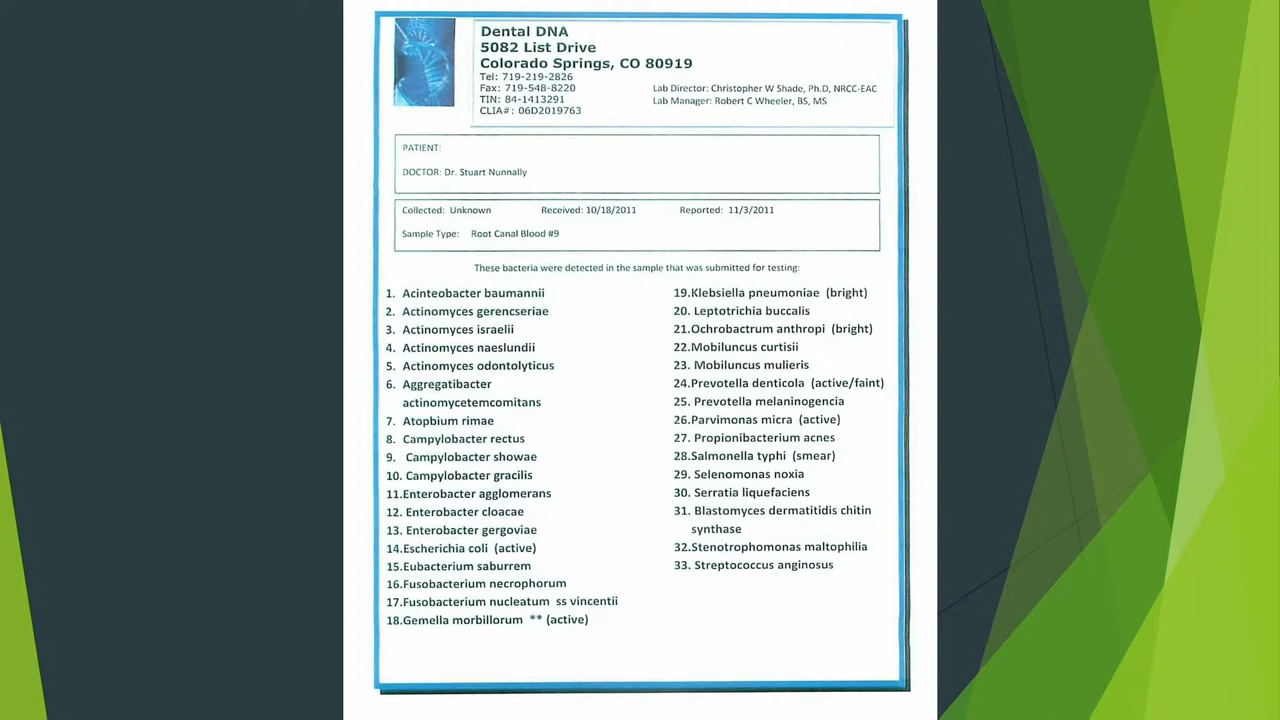 Dental DNA
5082 List Drive
Colorado Springs, CO 80919
Tel: 719-219-2826
Fax: 719-548-8220
TIN: 84-1413291
CLIA#: 06D2019763
Lab Director: Christopher W Shade, Ph.D, NRCC-EAC
Lab Manager: Robert C Wheeler, BS, MS
PATIENT:
DOCTOR: Dr. Stuart Nunnally
Collected: Unknown Received: 10/18/2011 Reported: 11/3/2011
Sample Type: Root Canal Blood #9
These bacteria were detected in the sample that was submitted for testing:
1. Acinteobacter baumannii
2. Actinomyces gerencseriae
3. Actinomyces israelii
4. Actinomyces naeslundii
5. Actinomyces odontolyticus
6. Aggregatibacter
actinomycetemcomitans
7. Atopbium rimae
8. Campylobacter rectus
9. Campylobacter showae
10. Campylobacter gracilis
11.Enterobacter agglomerans
12. Enterobacter cloacae
13. Enterobacter gergoviae
14.Escherichia coli (active)
15.Eubacterium saburrem
16.Fusobacterium necrophorum
17.Fusobacterium nucleatum ss vincentii
18.Gemella morbillorum ** (active)
19.Klebsiella pneumoniae (bright)
20. Leptotrichia buccalis
21.Ochrobactrum anthropi (bright)
22.Mobiluncus curtisii
23. Mobiluncus mulieris
24.Prevotella denticola (active/faint)
25. Prevotella melaninogencia
26.Parvimonas micra (active)
27. Propionibacterium acnes
28.Salmonella typhi (smear)
29. Selenomonas noxia
30. Serratia liquefaciens
31. Blastomyces dermatitidis chitin
synthase
32.Stenotrophomonas maltophilia
33. Streptococcus anginosus